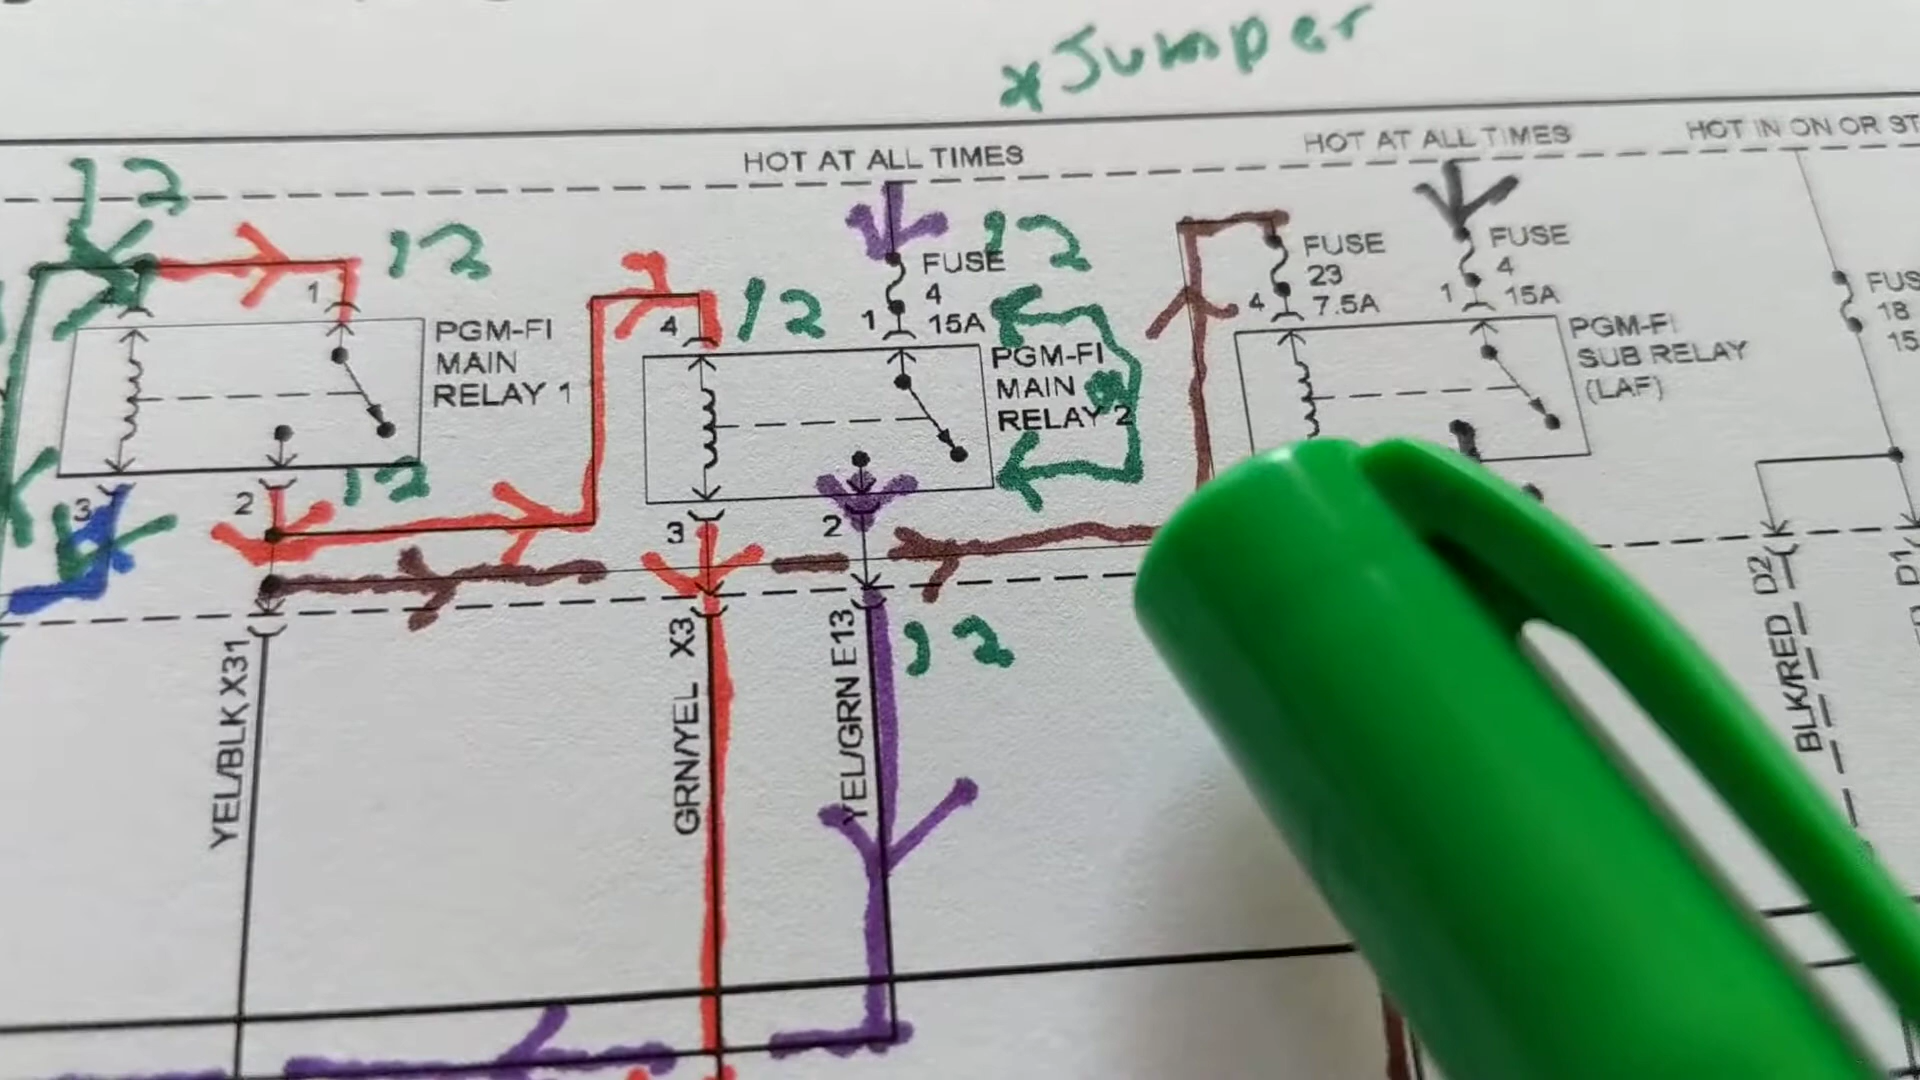 *Jumper
HOT AT ALL TIMES
HOT AT ALL TIMES
HOT IN ON OR ST
12
12
1
PGM-FI
MAIN
RELAY 1
3
2
12
4
12
FUSE
4
15A
12
1
PGM-FI
MAIN
RELAY 2
3
2
12
FUSE
23
7.5A
4
FUSE
4
15A
1
PGM-FI
SUB RELAY
(LAF)
FUS
18
15
YEL/BLK X31
GRN/YEL X3
YEL/GRN E13
BLK/RED D2
D1